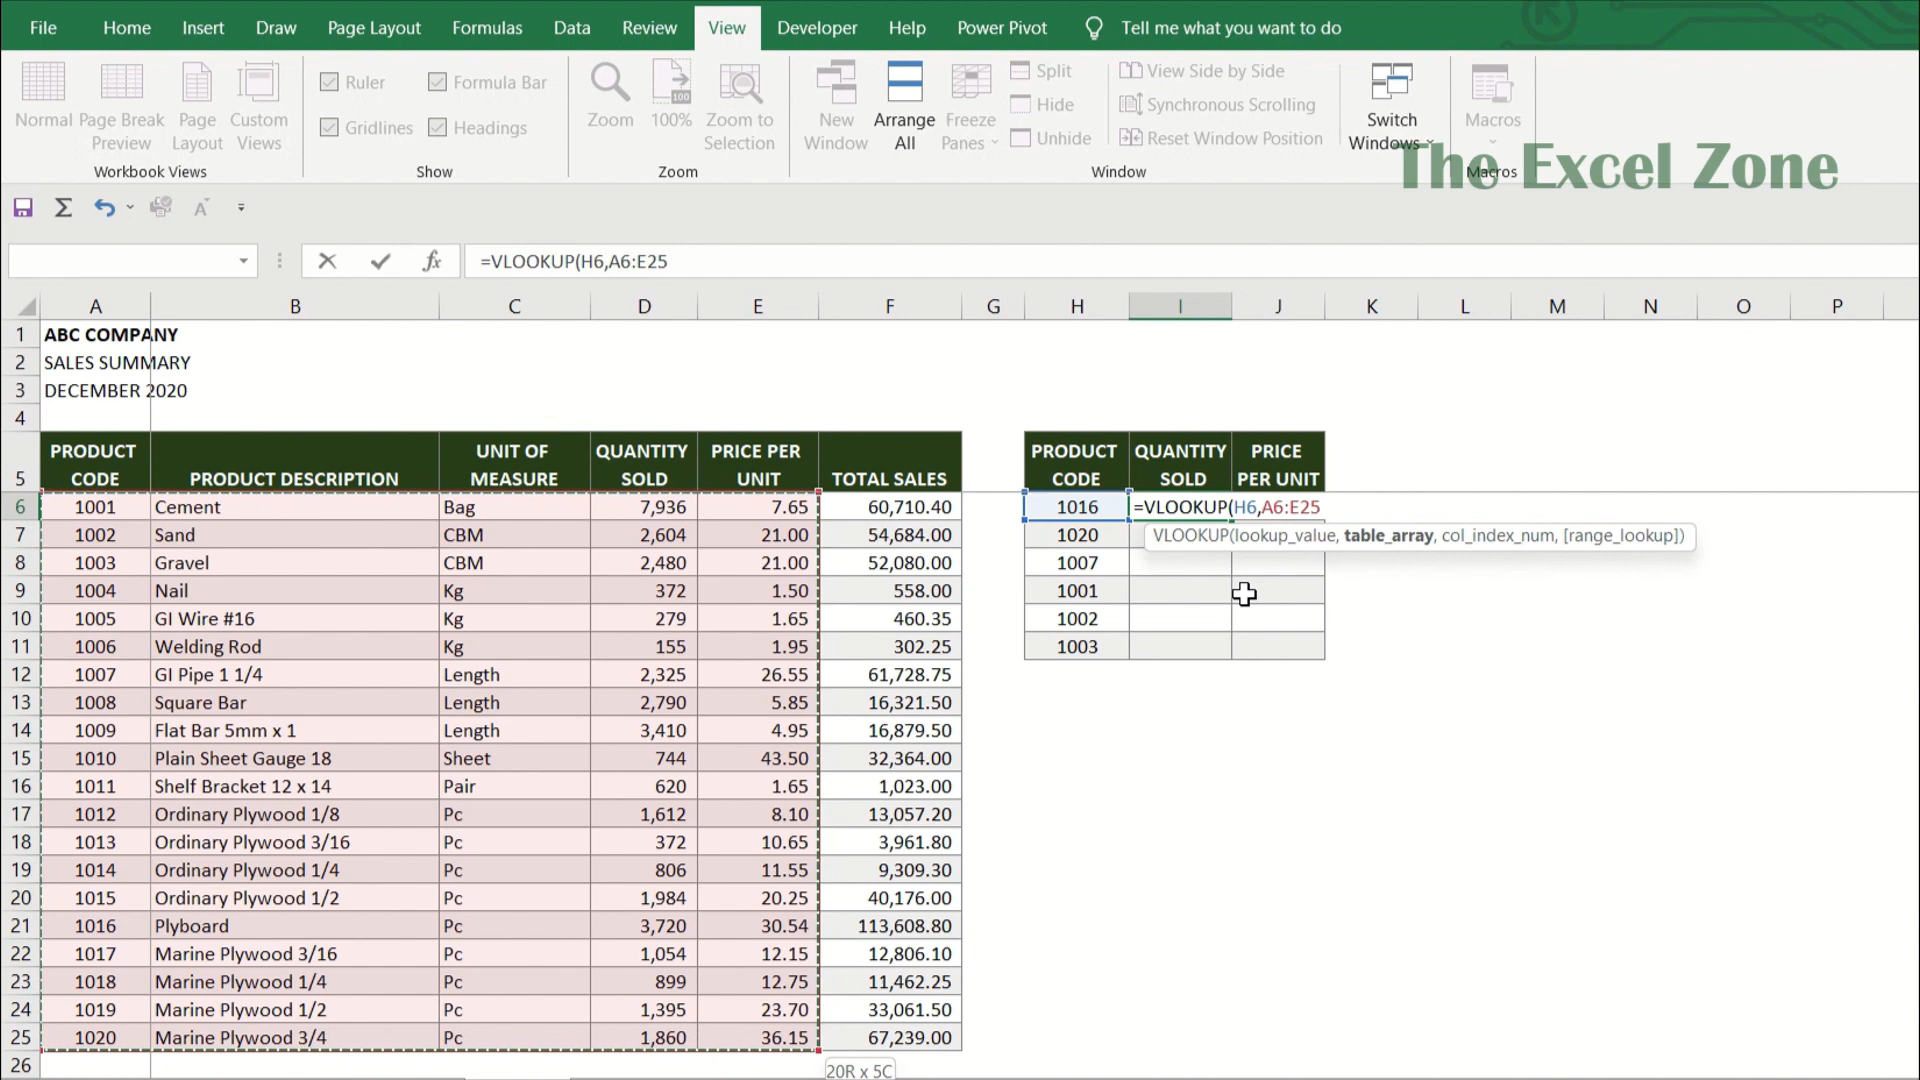 File Home Insert Draw Page Layout Formulas Data Review View Developer Help Power Pivot Tell me what you want to do
Normal Page Break Preview Page Layout Custom Views
Workbook Views
Ruler Formula Bar
Gridlines Headings
Show
Zoom 100% Zoom to Selection
Zoom
New Window Arrange All Freeze Panes
Split
Hide
Unhide
View Side by Side
Synchronous Scrolling
Reset Window Position
Window
Switch Windows
Macros
Macros
The Excel Zone
=VLOOKUP(H6,A6:E25
A B C D E F G H I J K L M N O P
1 ABC COMPANY
2 SALES SUMMARY
3 DECEMBER 2020
4
5 PRODUCT CODE PRODUCT DESCRIPTION UNIT OF MEASURE QUANTITY SOLD PRICE PER UNIT TOTAL SALES PRODUCT CODE QUANTITY SOLD PRICE PER UNIT
6 1001 Cement Bag 7,936 7.65 60,710.40 1016 =VLOOKUP(H6,A6:E25
7 1002 Sand CBM 2,604 21.00 54,684.00 1020 VLOOKUP(lookup_value, table_array, col_index_num, [range_lookup])
8 1003 Gravel CBM 2,480 21.00 52,080.00 1007
9 1004 Nail Kg 372 1.50 558.00 1001
10 1005 GI Wire #16 Kg 279 1.65 460.35 1002
11 1006 Welding Rod Kg 155 1.95 302.25 1003
12 1007 GI Pipe 1 1/4 Length 2,325 26.55 61,728.75
13 1008 Square Bar Length 2,790 5.85 16,321.50
14 1009 Flat Bar 5mm x 1 Length 3,410 4.95 16,879.50
15 1010 Plain Sheet Gauge 18 Sheet 744 43.50 32,364.00
16 1011 Shelf Bracket 12 x 14 Pair 620 1.65 1,023.00
17 1012 Ordinary Plywood 1/8 Pc 1,612 8.10 13,057.20
18 1013 Ordinary Plywood 3/16 Pc 372 10.65 3,961.80
19 1014 Ordinary Plywood 1/4 Pc 806 11.55 9,309.30
20 1015 Ordinary Plywood 1/2 Pc 1,984 20.25 40,176.00
21 1016 Plyboard Pc 3,720 30.54 113,608.80
22 1017 Marine Plywood 3/16 Pc 1,054 12.15 12,806.10
23 1018 Marine Plywood 1/4 Pc 899 12.75 11,462.25
24 1019 Marine Plywood 1/2 Pc 1,395 23.70 33,061.50
25 1020 Marine Plywood 3/4 Pc 1,860 36.15 67,239.00
26
20R x 5C